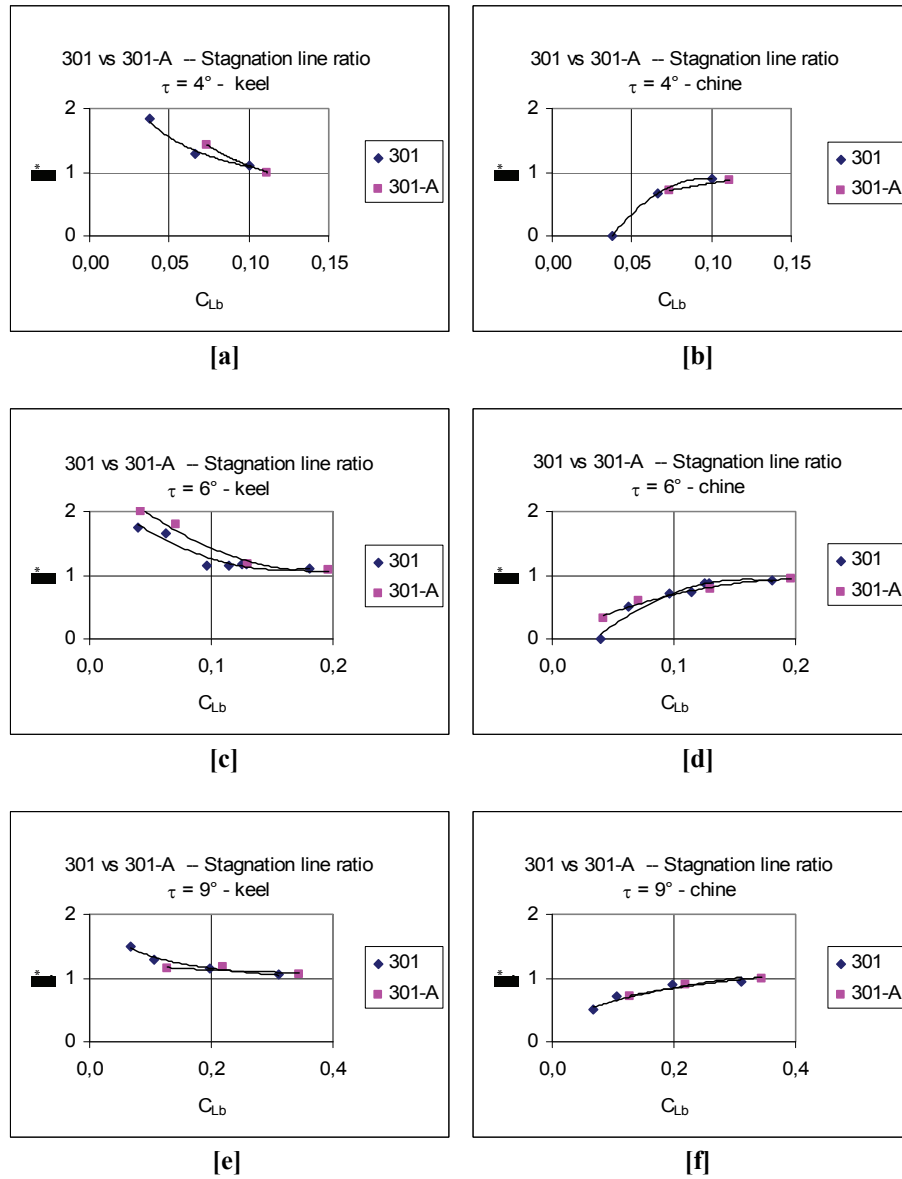 301 vs 301-A -- Stagnation line ratio
τ = 4° - keel
2
1
0
0,00 0,05 0,10 0,15
C_Lb
*
301
301-A
[a]
301 vs 301-A -- Stagnation line ratio
τ = 4° - chine
2
1
0
0,00 0,05 0,10 0,15
C_Lb
*
301
301-A
[b]
301 vs 301-A -- Stagnation line ratio
τ = 6° - keel
2
1
0
0,0 0,1 0,2
C_Lb
*
301
301-A
[c]
301 vs 301-A -- Stagnation line ratio
τ = 6° - chine
2
1
0
0,0 0,1 0,2
C_Lb
*
301
301-A
[d]
301 vs 301-A -- Stagnation line ratio
τ = 9° - keel
2
1
0
0,0 0,2 0,4
C_Lb
*
301
301-A
[e]
301 vs 301-A -- Stagnation line ratio
τ = 9° - chine
2
1
0
0,0 0,2 0,4
C_Lb
*
301
301-A
[f]